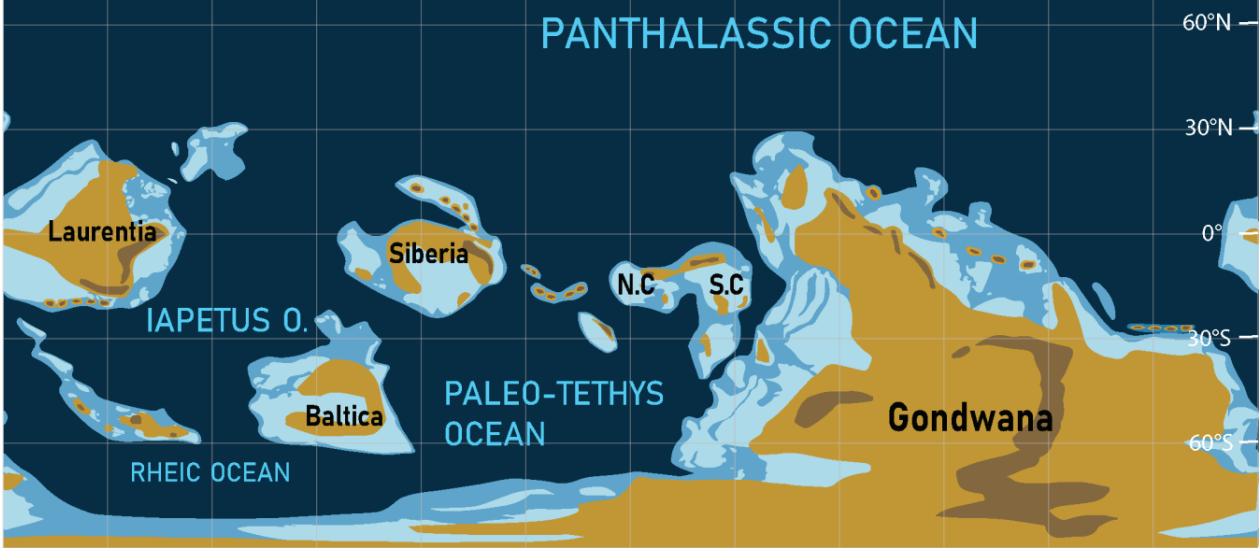 PANTHALASSIC OCEAN
60°N
30°N
Laurentia
0°
Siberia
N.C
S.C
IAPETUS O.
30°S
PALEO-TETHYS
OCEAN
Baltica
Gondwana
60°S
RHEIC OCEAN